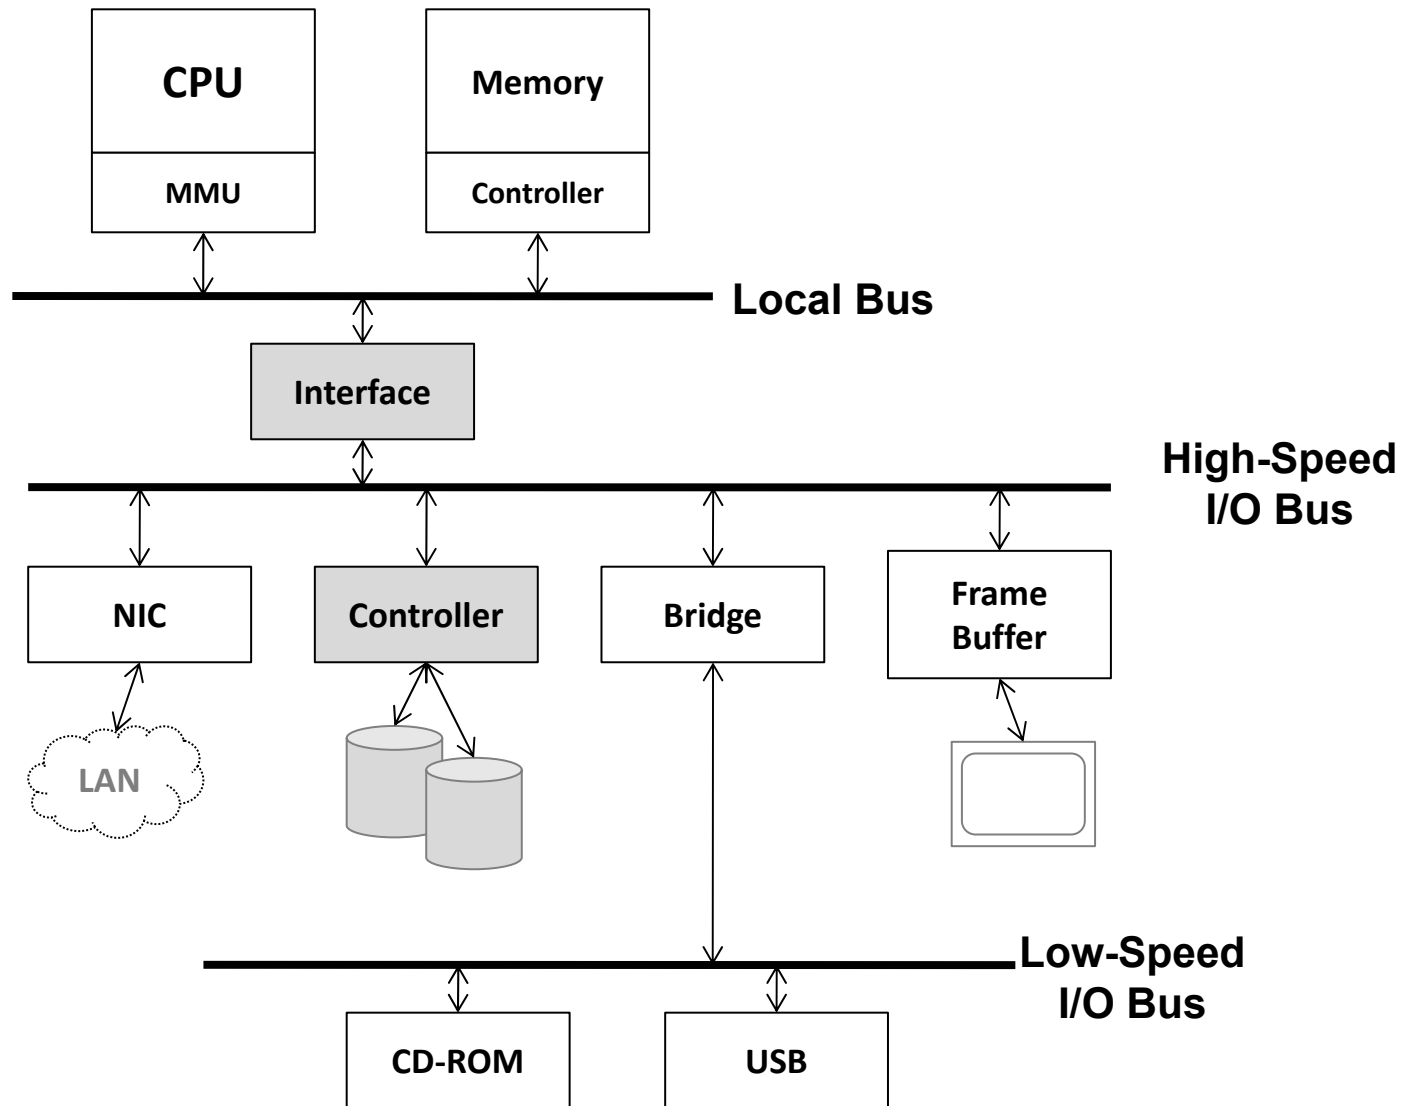 CPU
Memory
MMU
Controller
Local Bus
Interface
High-Speed
I/O Bus
NIC
Controller
Bridge
Frame
Buffer
LAN
Low-Speed
I/O Bus
CD-ROM
USB